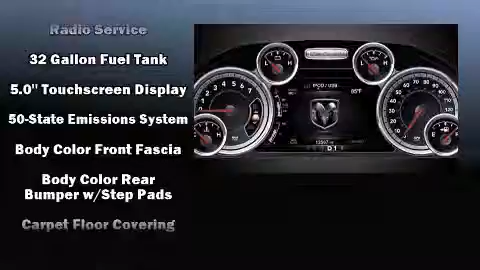 Radio Service
32 Gallon Fuel Tank
5.0" Touchscreen Display
50-State Emissions System
Body Color Front Fascia
Body Color Rear
Bumper w/Step Pads
Carpet Floor Covering